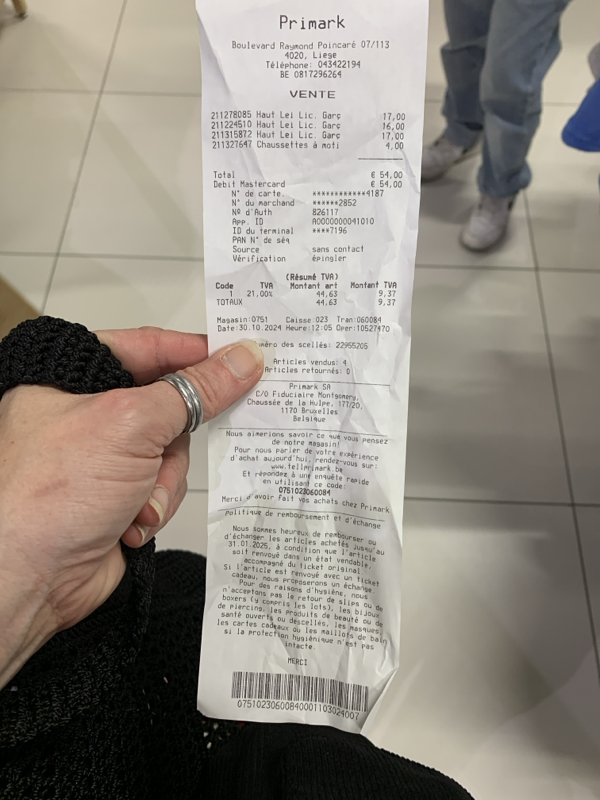 Primark
Boulevard Raymond Poincaré 07/113
4020, Liege
Téléphone: 043422194
BE 0817296264
VENTE
211278085 Haut Lei Lic. Garç 17,00
211224510 Haut Lei Lic. Garç 16,00
211315872 Haut Lei Lic. Garç 17,00
211327647 Chaussettes à moti 4,00
Total € 54,00
Debit Mastercard € 54,00
N° de carte. ************4187
N° du marchand ******2852
Nº d'Auth 826117
App. ID A0000000041010
ID du terminal ****7196
PAN N° de séq
Source sans contact
Vérification épingler
(Résumé TVA)
Code TVA Montant art Montant TVA
1 21,00% 44,63 9,37
TOTAUX 44,63 9,37
Magasin:0751 Caisse:023 Tran:060084
Date:30.10.2024 Heure:12:05 Oper:10527470
uméro des scellés: 22955205
Articles vendus: 4
Articles retournés: 0
Primark SA
C/O Fiduciaire Montgomery,
Chaussée de la Hulpe, 177/20,
1170 Bruxelles
Belgique
Nous aimerions savoir ce que vous pensez
de notre magasin!
Pour nous parler de votre expérience
d'achat aujourd'hui, rendez-vous sur:
www.tellprimark.be
Et répondez à une enquête rapide
en utilisant ce code:
0751023060084
Merci d'avoir fait vos achats chez Primark
Politique de remboursement et d'échange
Nous sommes heureux de rembourser ou
d'échanger les articles achetés jusqu'au
31.01.2025, à condition que l'article
soit renvoyé dans un état vendable,
accompagné du ticket original
Si l'article est renvoyé avec un ticket
cadeau, nous proposerons un échange
Pour des raisons d'hygiène, nous
n'acceptons pas le retour de slips ou de
boxers (y compris les lots), les bijoux
de piercing, les produits de beauté ou de
santé ouverts ou descellés, les masques,
les cartes cadeaux ou les maillots de bain
si la protection hygiénique n'est pas
intacte.
MERCI
07510230600840001103024007